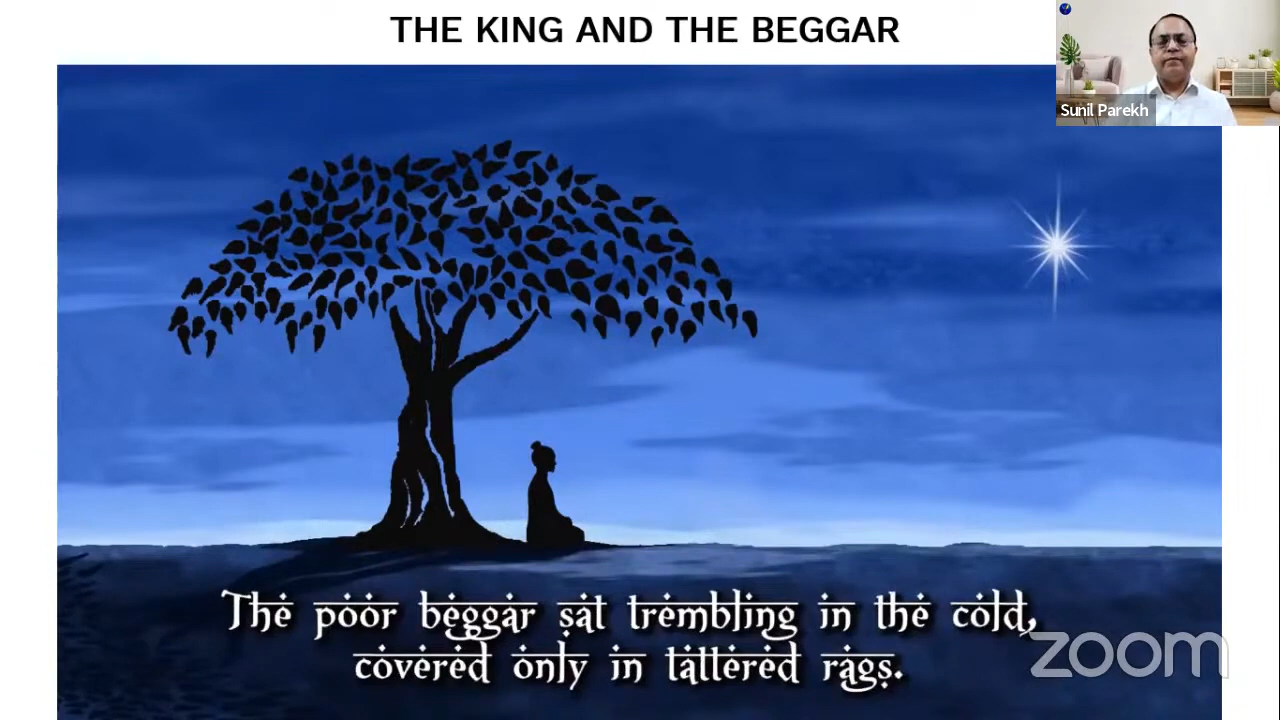 THE KING AND THE BEGGAR
Sunil Parekh
The poor beggar sat trembling in the cold,
covered only in tattered rags.
zoom